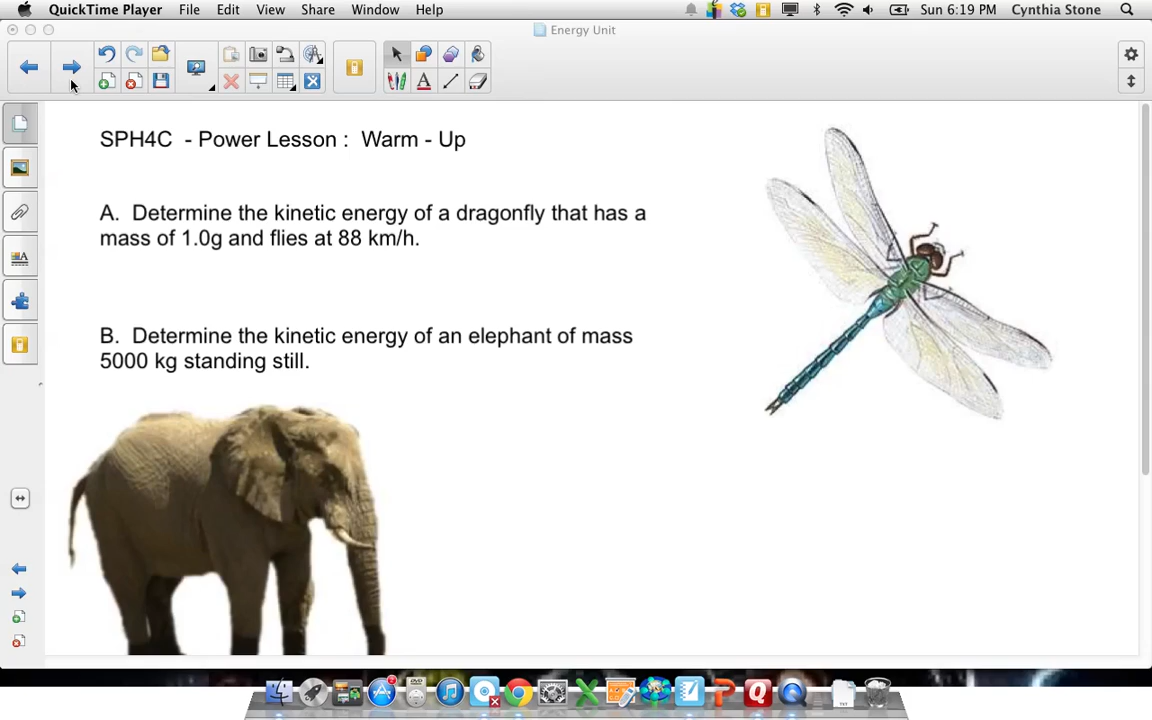 QuickTime Player File Edit View Share Window Help Sun 6:19 PM Cynthia Stone
Energy Unit
SPH4C - Power Lesson : Warm - Up
A. Determine the kinetic energy of a dragonfly that has a
mass of 1.0g and flies at 88 km/h.
B. Determine the kinetic energy of an elephant of mass
5000 kg standing still.